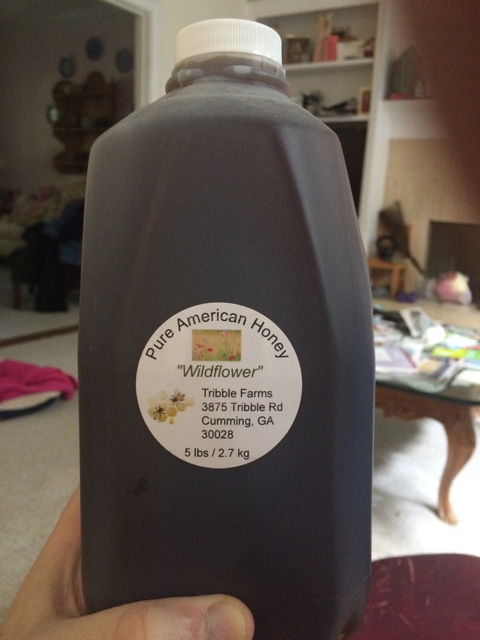 Pure American Honey
"Wildflower"
Tribble Farms
3875 Tribble Rd
Cumming, GA
30028
5 lbs / 2.7 kg